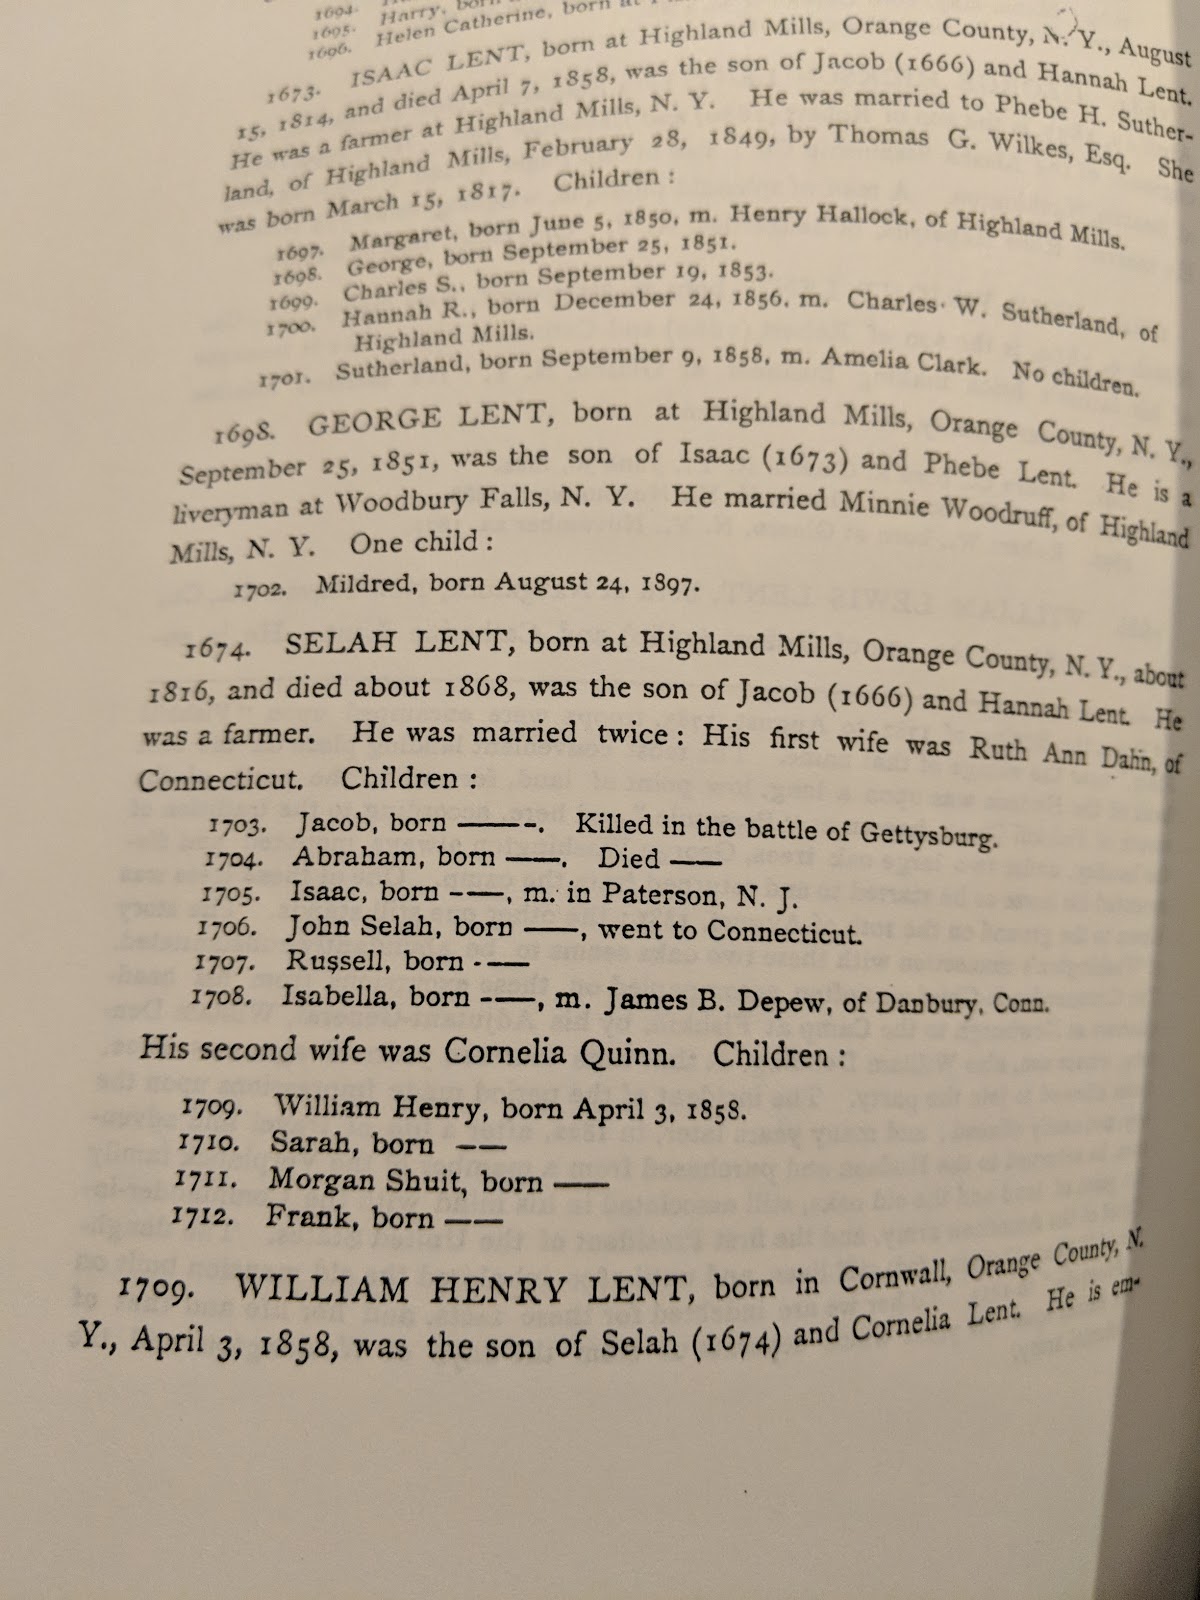 1694.
1695. Harry, born
1696. Helen Catherine, born at
1673. ISAAC LENT, born at Highland Mills, Orange County, N. Y., August
15, 1814, and died April 7, 1858, was the son of Jacob (1666) and Hannah Lent.
He was a farmer at Highland Mills, N. Y. He was married to Phebe H. Suther-
land, of Highland Mills, February 28, 1849, by Thomas G. Wilkes, Esq. She
was born March 15, 1817. Children :
1697. Margaret, born June 5, 1850, m. Henry Hallock, of Highland Mills.
1698. George, born September 25, 1851.
1699. Charles S., born September 19, 1853.
1700. Hannah R., born December 24, 1856, m. Charles W. Sutherland, of
Highland Mills.
1701. Sutherland, born September 9, 1858, m. Amelia Clark. No children.
1698. GEORGE LENT, born at Highland Mills, Orange County, N. Y.,
September 25, 1851, was the son of Isaac (1673) and Phebe Lent. He is a
liveryman at Woodbury Falls, N. Y. He married Minnie Woodruff, of Highland
Mills, N. Y. One child :
1702. Mildred, born August 24, 1897.
1674. SELAH LENT, born at Highland Mills, Orange County, N. Y., about
1816, and died about 1868, was the son of Jacob (1666) and Hannah Lent. He
was a farmer. He was married twice : His first wife was Ruth Ann Dahn, of
Connecticut. Children :
1703. Jacob, born ———. Killed in the battle of Gettysburg.
1704. Abraham, born ——. Died ——
1705. Isaac, born ——, m. in Paterson, N. J.
1706. John Selah, born ——, went to Connecticut.
1707. Russell, born ——
1708. Isabella, born ——, m. James B. Depew, of Danbury, Conn.
His second wife was Cornelia Quinn. Children :
1709. William Henry, born April 3, 1858.
1710. Sarah, born ——
1711. Morgan Shuit, born ——
1712. Frank, born ——
1709. WILLIAM HENRY LENT, born in Cornwall, Orange County, N.
Y., April 3, 1858, was the son of Selah (1674) and Cornelia Lent. He is em-